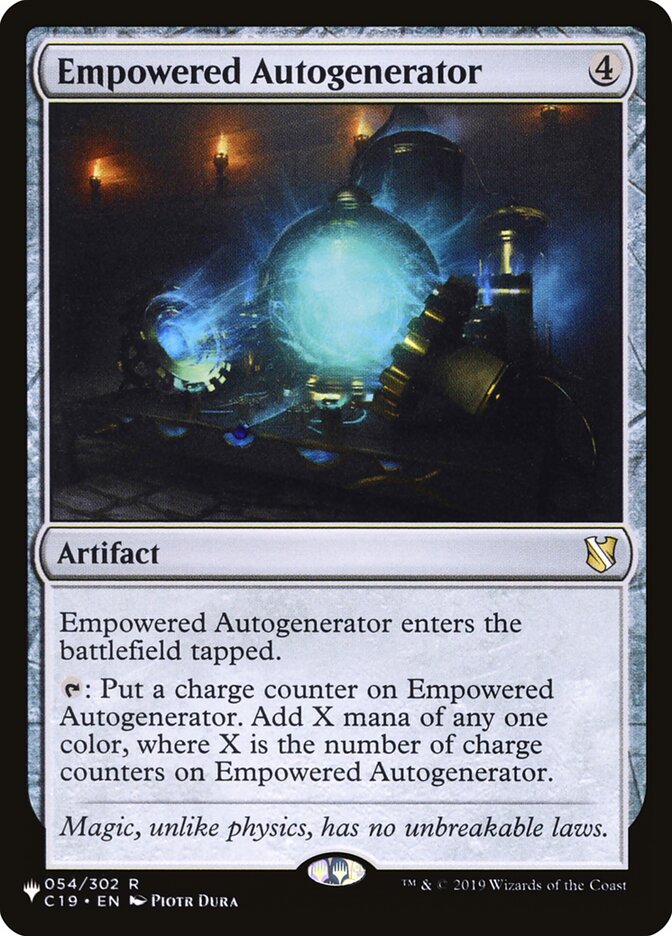 Empowered Autogenerator 4
Artifact
Empowered Autogenerator enters the
battlefield tapped.
: Put a charge counter on Empowered
Autogenerator. Add X mana of any one
color, where X is the number of charge
counters on Empowered Autogenerator.
Magic, unlike physics, has no unbreakable laws.
054/302 R
C19 • EN Piotr Dura
™ & © 2019 Wizards of the Coast